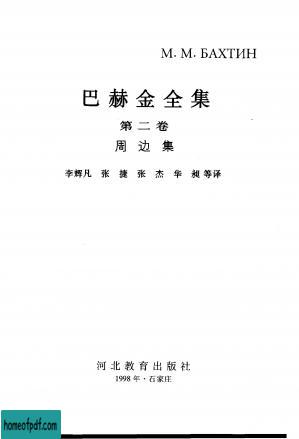 М. М. БАХТИН
巴赫金全集
第二卷
周边集
李辉凡 张 捷 张 杰 华 昶等译
河北教育出版社
1998年·石家庄
homeofpdf.com